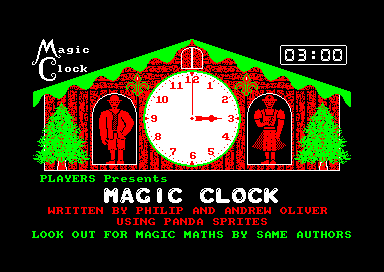 Magic
Clock
03:00
12
11 1
10 2
9 3
8 4
7 5
6
PLAYERS Presents
MAGIC CLOCK
WRITTEN BY PHILIP AND ANDREW OLIVER
USING PANDA SPRITES
LOOK OUT FOR MAGIC MATHS BY SAME AUTHORS